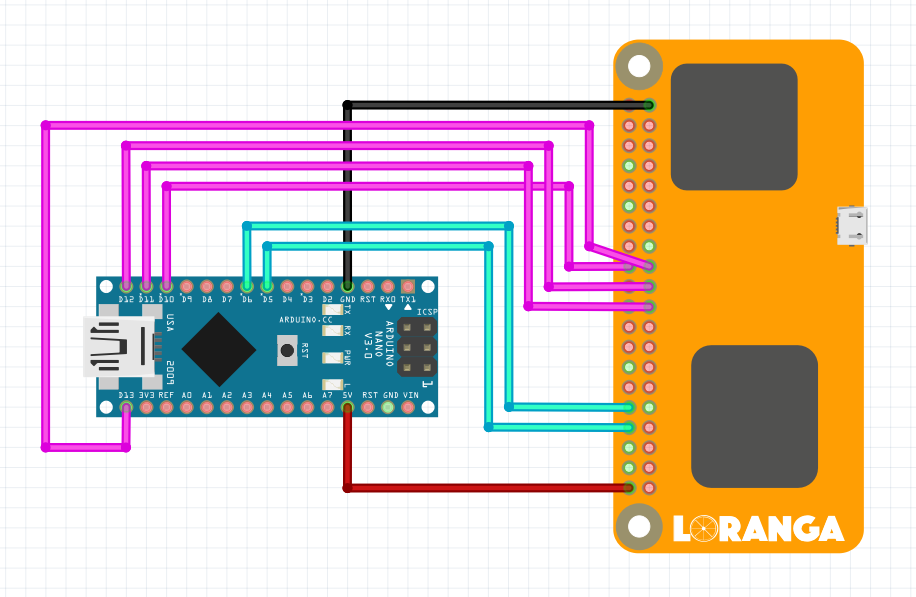 D12 D11 D10 D9 D8 D7 D6 D5 D4 D3 D2 GND RST RX0 TX1
ICSP
ARDUINO.CC
TX
RX
PWR
L
ARDUINO
NANO
V3.0
RST
USA
2009
1
D13 3V3 REF A0 A1 A2 A3 A4 A5 A6 A7 5V RST GND VIN
LORANGA